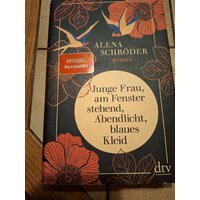 ALENA
SCHRÖDER
ROMAN
SPIEGEL
Bestseller
Junge Frau,
am Fenster
stehend,
Abendlicht,
blaues
Kleid
dtv